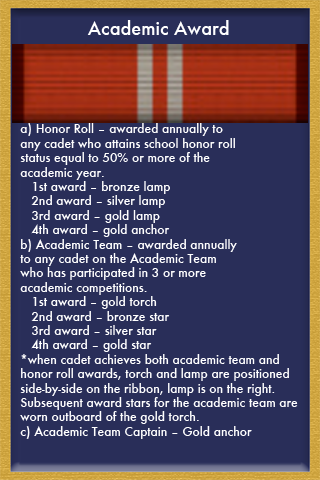 Academic Award
a) Honor Roll – awarded annually to
any cadet who attains school honor roll
status equal to 50% or more of the
academic year.
1st award – bronze lamp
2nd award – silver lamp
3rd award – gold lamp
4th award – gold anchor
b) Academic Team – awarded annually
to any cadet on the Academic Team
who has participated in 3 or more
academic competitions.
1st award – gold torch
2nd award – bronze star
3rd award – silver star
4th award – gold star
*when cadet achieves both academic team and
honor roll awards, torch and lamp are positioned
side-by-side on the ribbon, lamp is on the right.
Subsequent award stars for the academic team are
worn outboard of the gold torch.
c) Academic Team Captain – Gold anchor